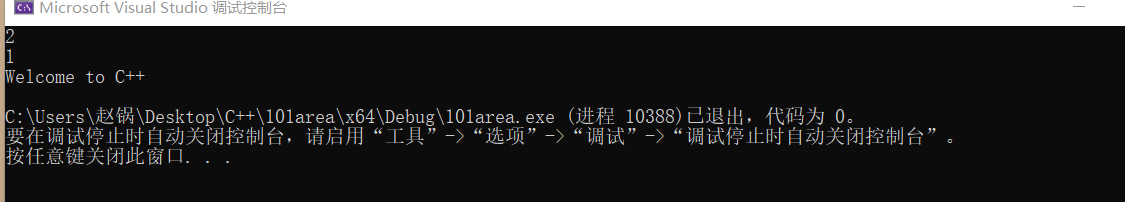 Microsoft Visual Studio 调试控制台
2
1
Welcome to C++
C:\Users\赵锅\Desktop\C++\101area\x64\Debug\101area.exe (进程 10388)已退出，代码为 0。
要在调试停止时自动关闭控制台，请启用“工具”->“选项”->“调试”->“调试停止时自动关闭控制台”。
按任意键关闭此窗口. . .